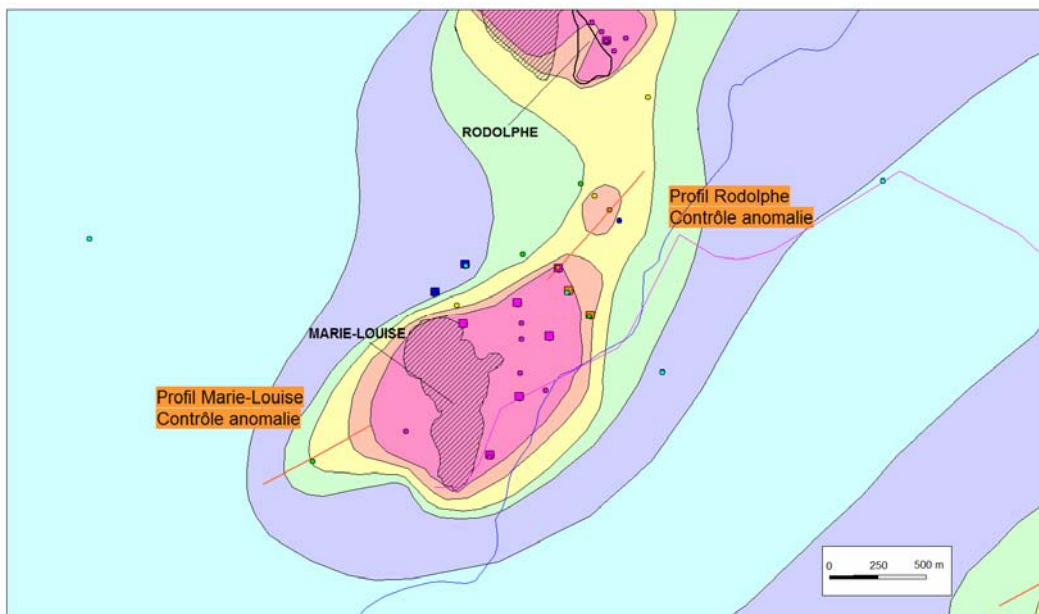 RODOLPHE
Profil Rodolphe
Contrôle anomalie
MARIE-LOUISE
Profil Marie-Louise
Contrôle anomalie
0 250 500 m